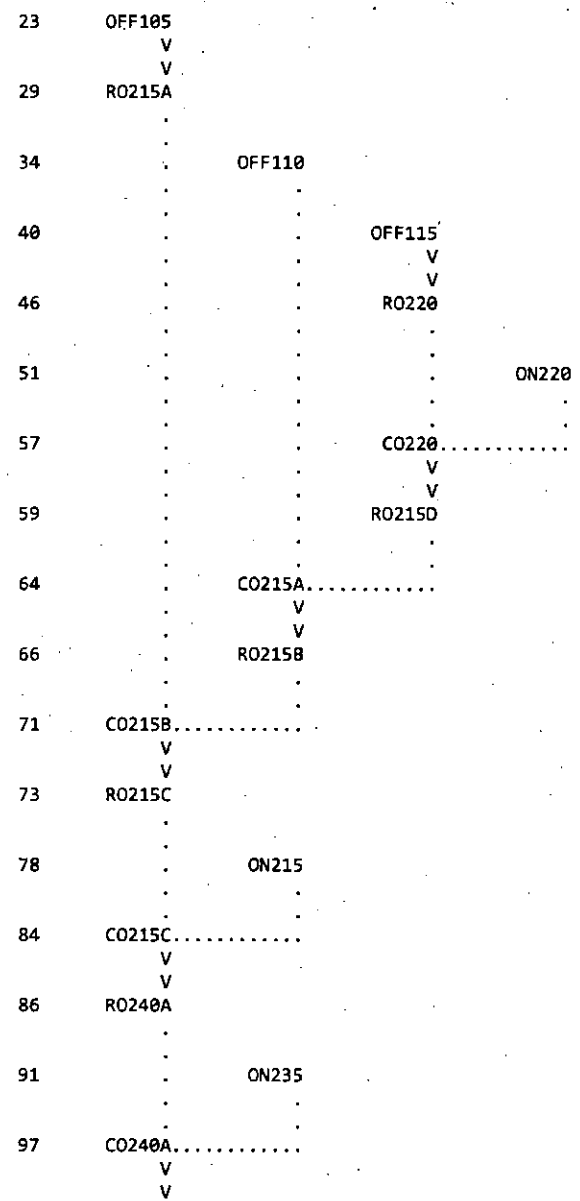 23 OFF105
V
V
29 RO215A
.
.
34 . OFF110
. .
. .
40 . . OFF115
. . V
. . V
46 . . RO220
. . .
. . .
51 . . . ON220
. . . .
. . . .
57 . . CO220............
. . V
. . V
59 . . RO215D
. . .
. . .
64 . CO215A............
. V
. V
66 . RO215B
. .
. .
71 CO215B............
V
V
73 RO215C
.
.
78 . ON215
. .
. .
84 CO215C............
V
V
86 RO240A
.
.
91 . ON235
. .
. .
97 CO240A............
V
V